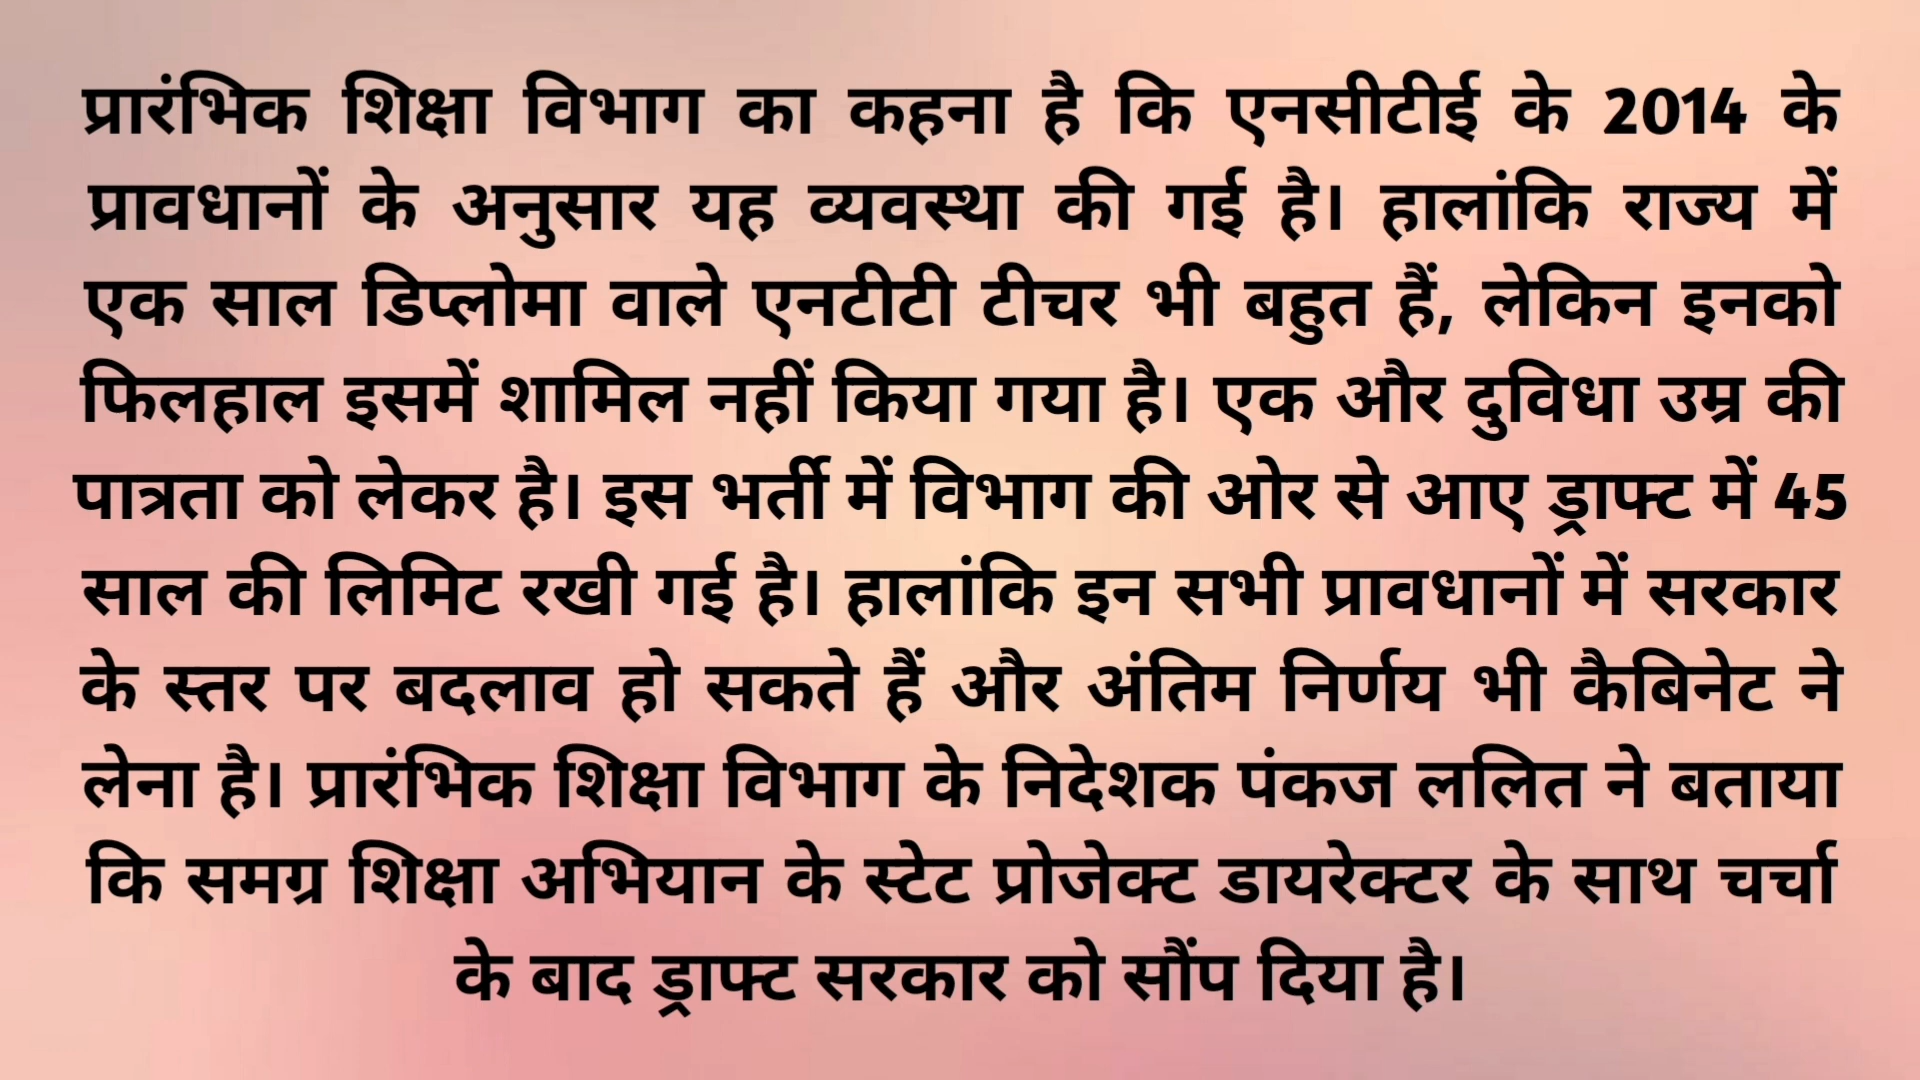 प्रारंभिक शिक्षा विभाग का कहना है कि एनसीटीई के 2014 के
प्रावधानों के अनुसार यह व्यवस्था की गई है। हालांकि राज्य में
एक साल डिप्लोमा वाले एनटीटी टीचर भी बहुत हैं, लेकिन इनको
फिलहाल इसमें शामिल नहीं किया गया है। एक और दुविधा उम्र की
पात्रता को लेकर है। इस भर्ती में विभाग की ओर से आए ड्राफ्ट में 45
साल की लिमिट रखी गई है। हालांकि इन सभी प्रावधानों में सरकार
के स्तर पर बदलाव हो सकते हैं और अंतिम निर्णय भी कैबिनेट ने
लेना है। प्रारंभिक शिक्षा विभाग के निदेशक पंकज ललित ने बताया
कि समग्र शिक्षा अभियान के स्टेट प्रोजेक्ट डायरेक्टर के साथ चर्चा
के बाद ड्राफ्ट सरकार को सौंप दिया है।